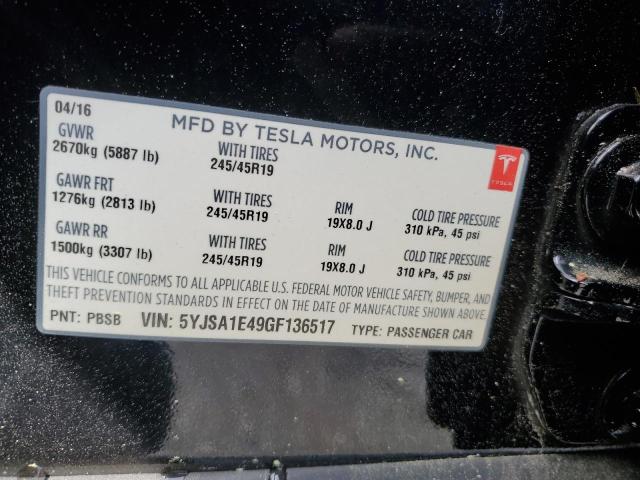 04/16
MFD BY TESLA MOTORS, INC.
GVWR
2670kg (5887 lb)
WITH TIRES
245/45R19
TESLA
GAWR FRT
1276kg (2813 lb)
WITH TIRES
245/45R19
RIM
19X8.0 J
COLD TIRE PRESSURE
310 kPa, 45 psi
GAWR RR
1500kg (3307 lb)
WITH TIRES
245/45R19
RIM
19X8.0 J
COLD TIRE PRESSURE
310 kPa, 45 psi
THIS VEHICLE CONFORMS TO ALL APPLICABLE U.S. FEDERAL MOTOR VEHICLE SAFETY, BUMPER, AND
THEFT PREVENTION STANDARDS IN EFFECT ON THE DATE OF MANUFACTURE SHOWN ABOVE.
PNT: PBSB VIN: 5YJSA1E49GF136517 TYPE: PASSENGER CAR